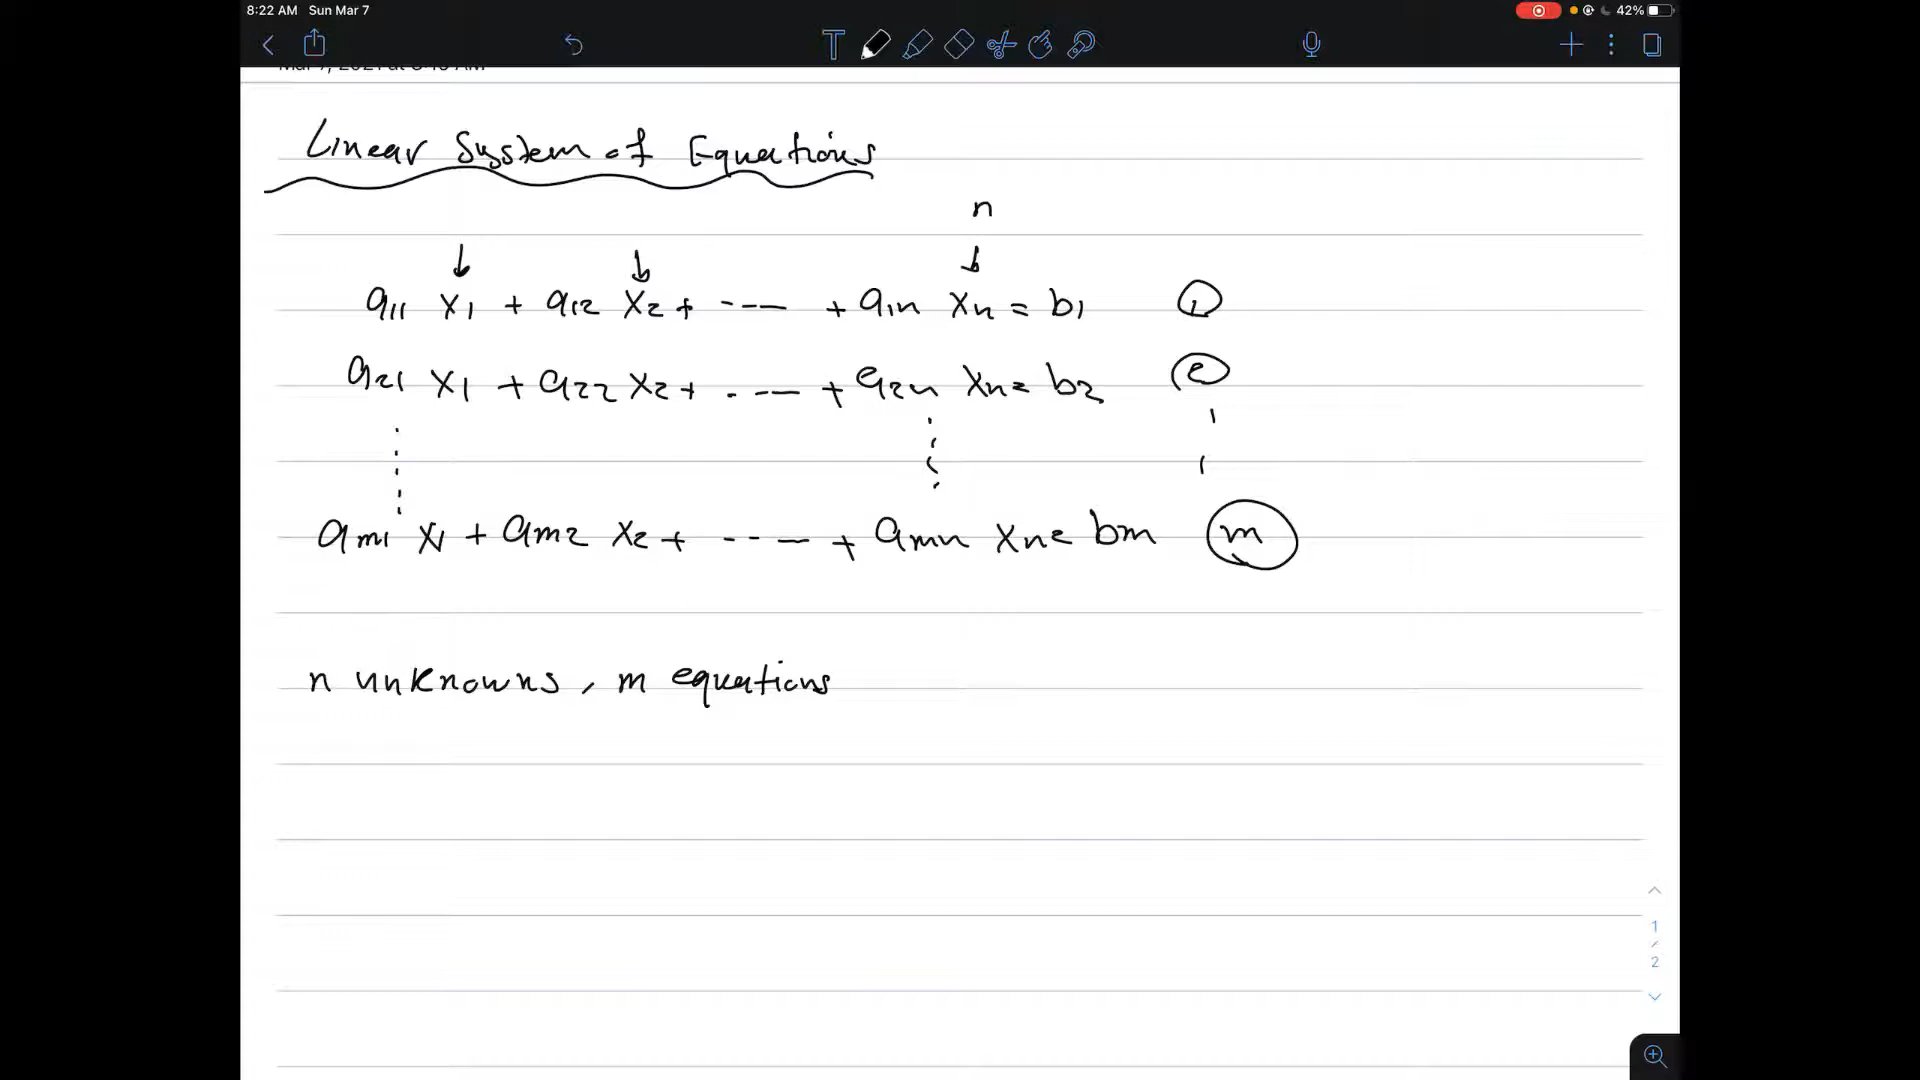 8:22 AM Sun Mar 7
42%
Linear System of Equations
n
a11 x1 + a12 x2 + ---- + a1n xn = b1 1
a21 x1 + a22 x2 + . --- + a2n xn = b2 2
am1 x1 + am2 x2 + ---- + amn xn = bm m
n unknowns, m equations
1
/
2